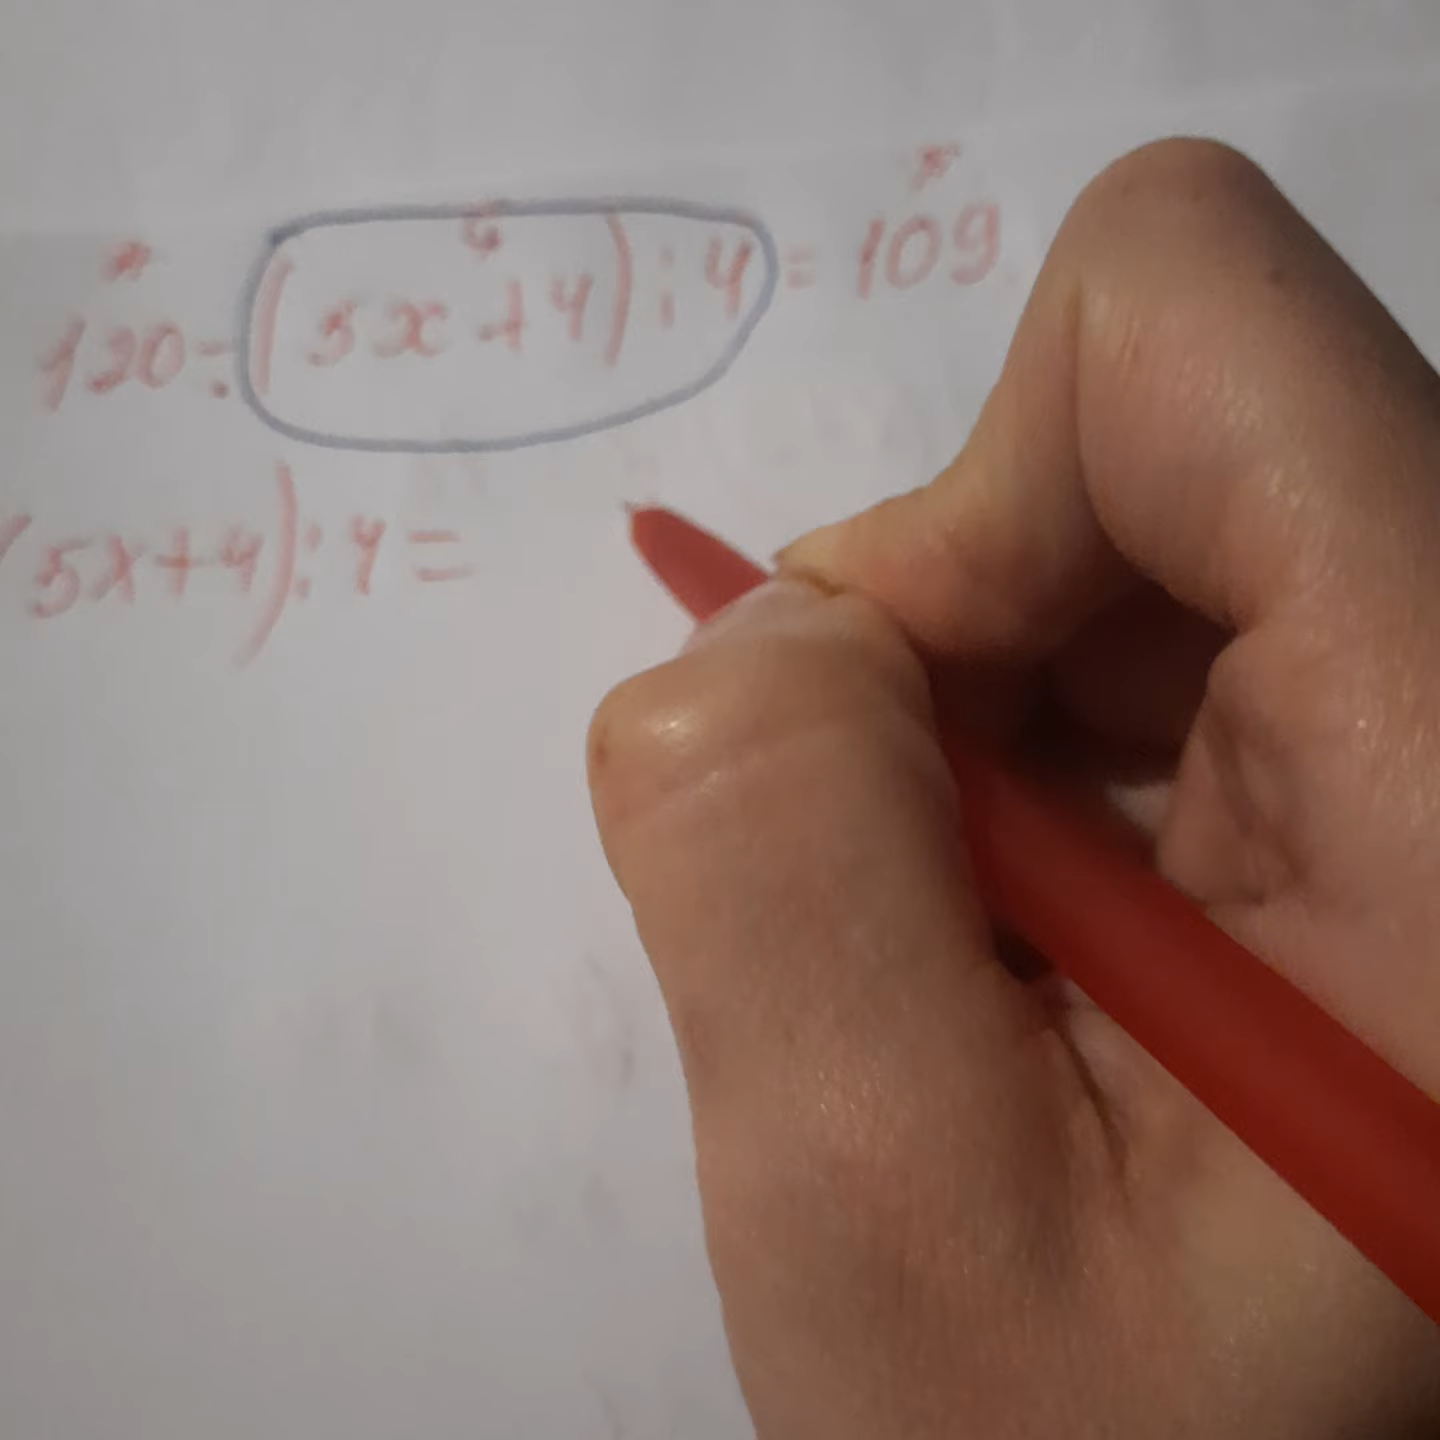 120 - (5x + 4) : 4 = 109
(5x+4) : 4 =